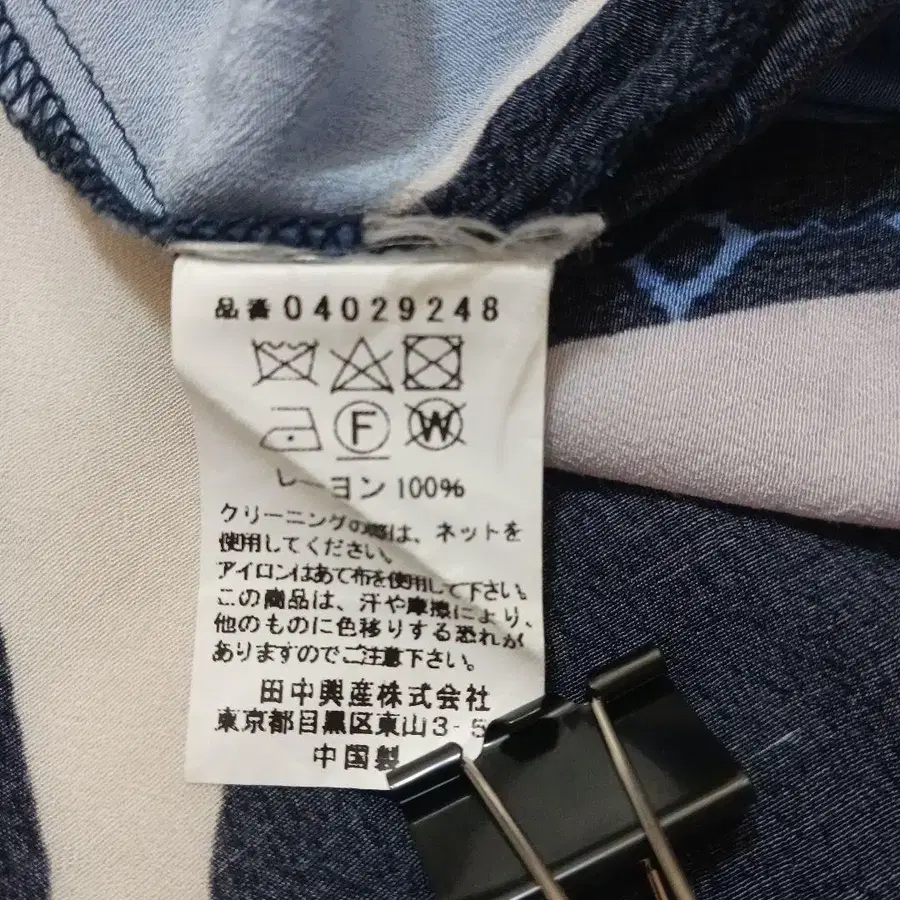 品番04029248
F W
レーヨン 100%
クリーニングの際は、ネットを
使用してください。
アイロンはあて布を使用して下さい。
この商品は、汗や摩擦により、
他のものに色移りする恐れが
ありますのでご注意下さい。
田中興産株式会社
東京都目黒区東山3-5
中国製